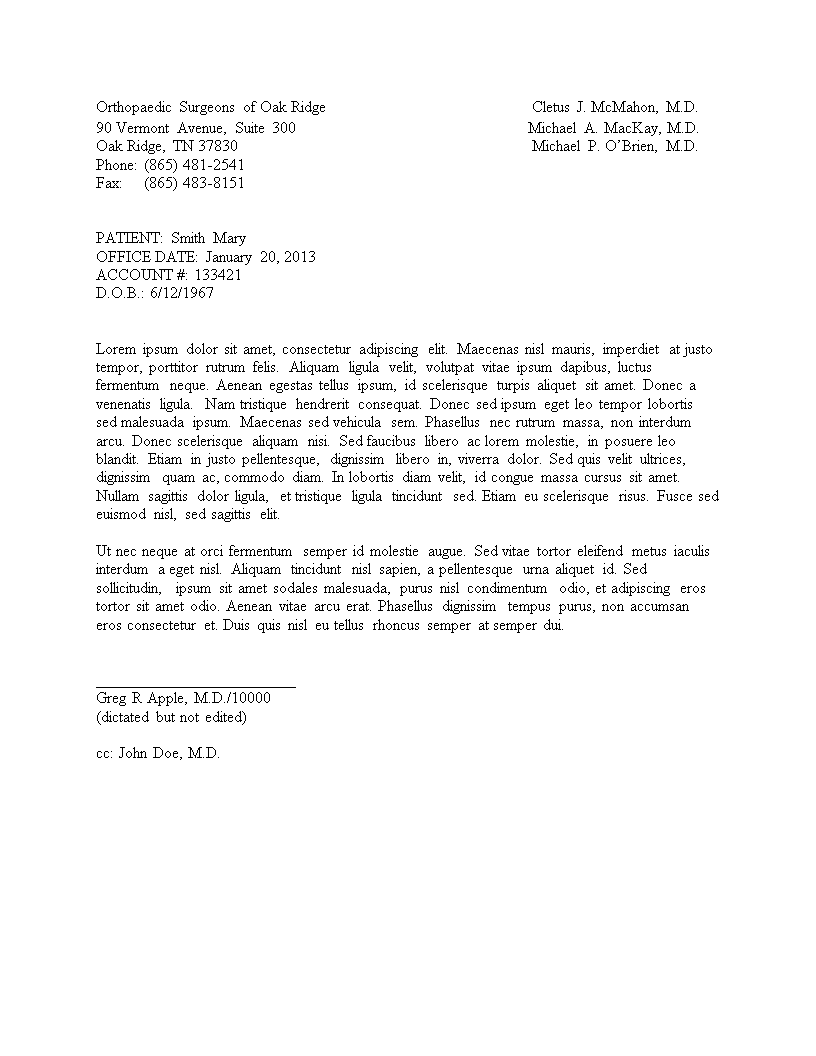 Orthopaedic Surgeons of Oak Ridge Cletus J. McMahon, M.D.
90 Vermont Avenue, Suite 300 Michael A. MacKay, M.D.
Oak Ridge, TN 37830 Michael P. O’Brien, M.D.
Phone: (865) 481-2541
Fax: (865) 483-8151
PATIENT: Smith Mary
OFFICE DATE: January 20, 2013
ACCOUNT #: 133421
D.O.B.: 6/12/1967
Lorem ipsum dolor sit amet, consectetur adipiscing elit. Maecenas nisl mauris, imperdiet at justo
tempor, porttitor rutrum felis. Aliquam ligula velit, volutpat vitae ipsum dapibus, luctus
fermentum neque. Aenean egestas tellus ipsum, id scelerisque turpis aliquet sit amet. Donec a
venenatis ligula. Nam tristique hendrerit consequat. Donec sed ipsum eget leo tempor lobortis
sed malesuada ipsum. Maecenas sed vehicula sem. Phasellus nec rutrum massa, non interdum
arcu. Donec scelerisque aliquam nisi. Sed faucibus libero ac lorem molestie, in posuere leo
blandit. Etiam in justo pellentesque, dignissim libero in, viverra dolor. Sed quis velit ultrices,
dignissim quam ac, commodo diam. In lobortis diam velit, id congue massa cursus sit amet.
Nullam sagittis dolor ligula, et tristique ligula tincidunt sed. Etiam eu scelerisque risus. Fusce sed
euismod nisl, sed sagittis elit.
Ut nec neque at orci fermentum semper id molestie augue. Sed vitae tortor eleifend metus iaculis
interdum a eget nisl. Aliquam tincidunt nisl sapien, a pellentesque urna aliquet id. Sed
sollicitudin, ipsum sit amet sodales malesuada, purus nisl condimentum odio, et adipiscing eros
tortor sit amet odio. Aenean vitae arcu erat. Phasellus dignissim tempus purus, non accumsan
eros consectetur et. Duis quis nisl eu tellus rhoncus semper at semper dui.
Greg R Apple, M.D./10000
(dictated but not edited)
cc: John Doe, M.D.